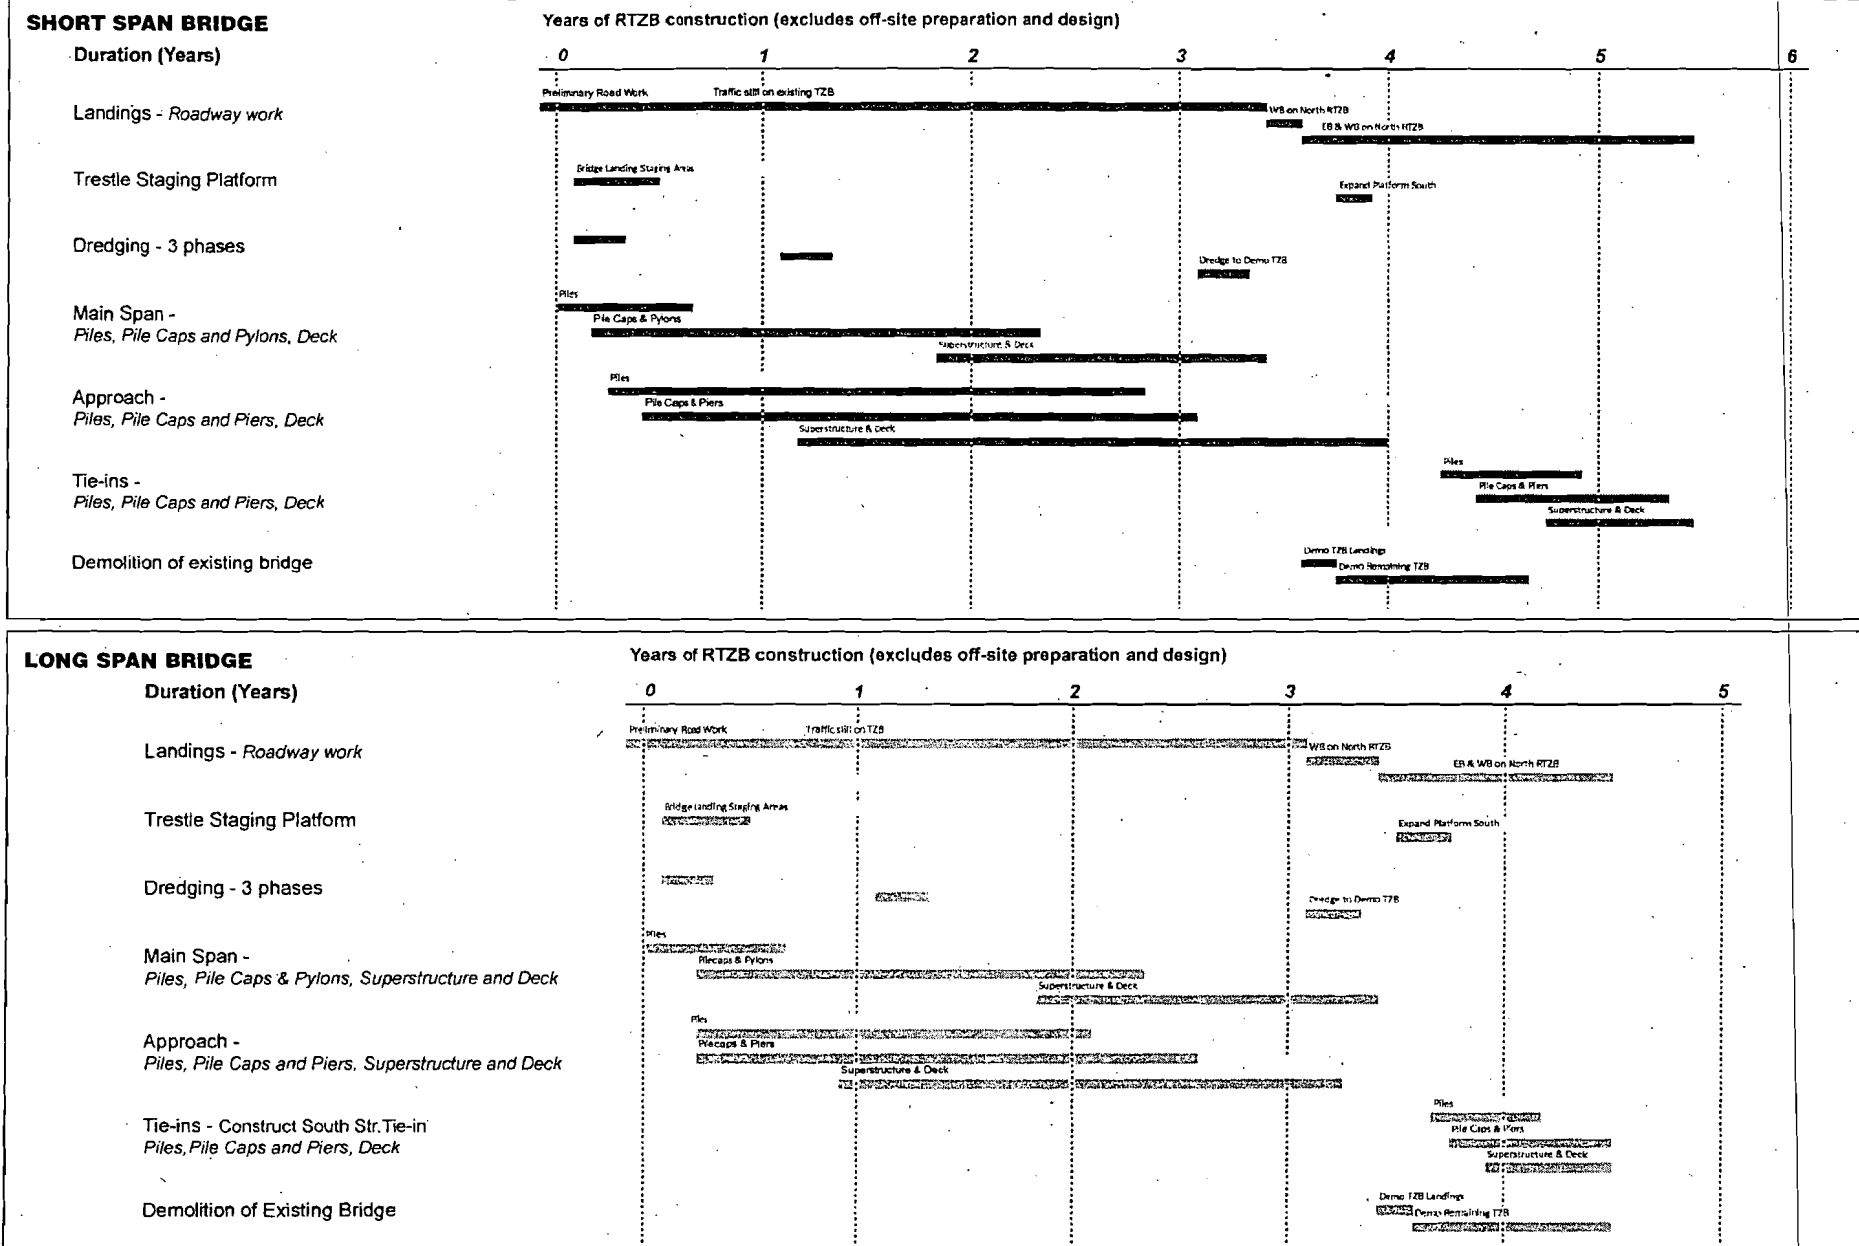 SHORT SPAN BRIDGE
Years of RTZB construction (excludes off-site preparation and design)
Duration (Years)
0 1 2 3 4 5 6
Preliminary Road Work Traffic still on existing TZB
Landings - Roadway work
WB on North RTZB
EB & WB on North RTZB
Bridge Landing Staging Areas
Trestle Staging Platform
Expand Platform South
Dredging - 3 phases
Dredge to Demo TZB
Piles
Main Span -
Pile Caps & Pylons
Piles, Pile Caps and Pylons, Deck
Superstructure & Deck
Piles
Approach -
Pile Caps & Piers
Piles, Pile Caps and Piers, Deck
Superstructure & Deck
Piles
Tie-ins -
Pile Caps & Piers
Piles, Pile Caps and Piers, Deck
Superstructure & Deck
Demo TZB Landings
Demolition of existing bridge
Demo Remaining TZB
LONG SPAN BRIDGE
Years of RTZB construction (excludes off-site preparation and design)
Duration (Years)
0 1 2 3 4 5
Preliminary Road Work Traffic still on TZB
Landings - Roadway work
WB on North RTZB
EB & WB on North RTZB
Bridge Landing Staging Areas
Trestle Staging Platform
Expand Platform South
Dredging - 3 phases
Dredge to Demo TZB
Piles
Main Span -
Pilecaps & Pylons
Piles, Pile Caps & Pylons, Superstructure and Deck
Superstructure & Deck
Piles
Approach -
Pilecaps & Piers
Piles, Pile Caps and Piers, Superstructure and Deck
Superstructure & Deck
Piles
Tie-ins - Construct South Str.Tie-in
Pile Caps & Piers
Piles, Pile Caps and Piers, Deck
Superstructure & Deck
Demo TZB Landings
Demolition of Existing Bridge
Demo Remaining TZB